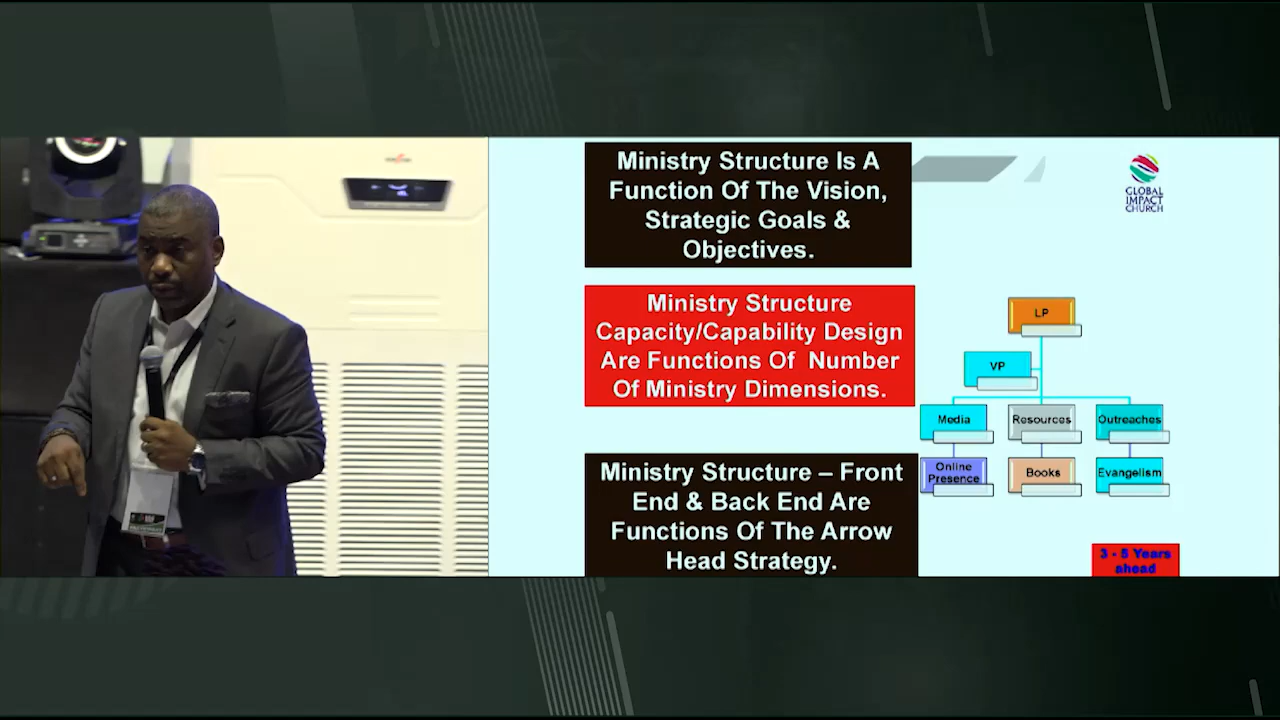 Ministry Structure Is A
Function Of The Vision,
Strategic Goals &
Objectives.
GLOBAL
IMPACT
CHURCH
Ministry Structure
Capacity/Capability Design
Are Functions Of Number
Of Ministry Dimensions.
LP
VP
Media
Resources
Outreaches
Online
Presence
Books
Evangelism
Ministry Structure – Front
End & Back End Are
Functions Of The Arrow
Head Strategy.
3 - 5 Years
ahead